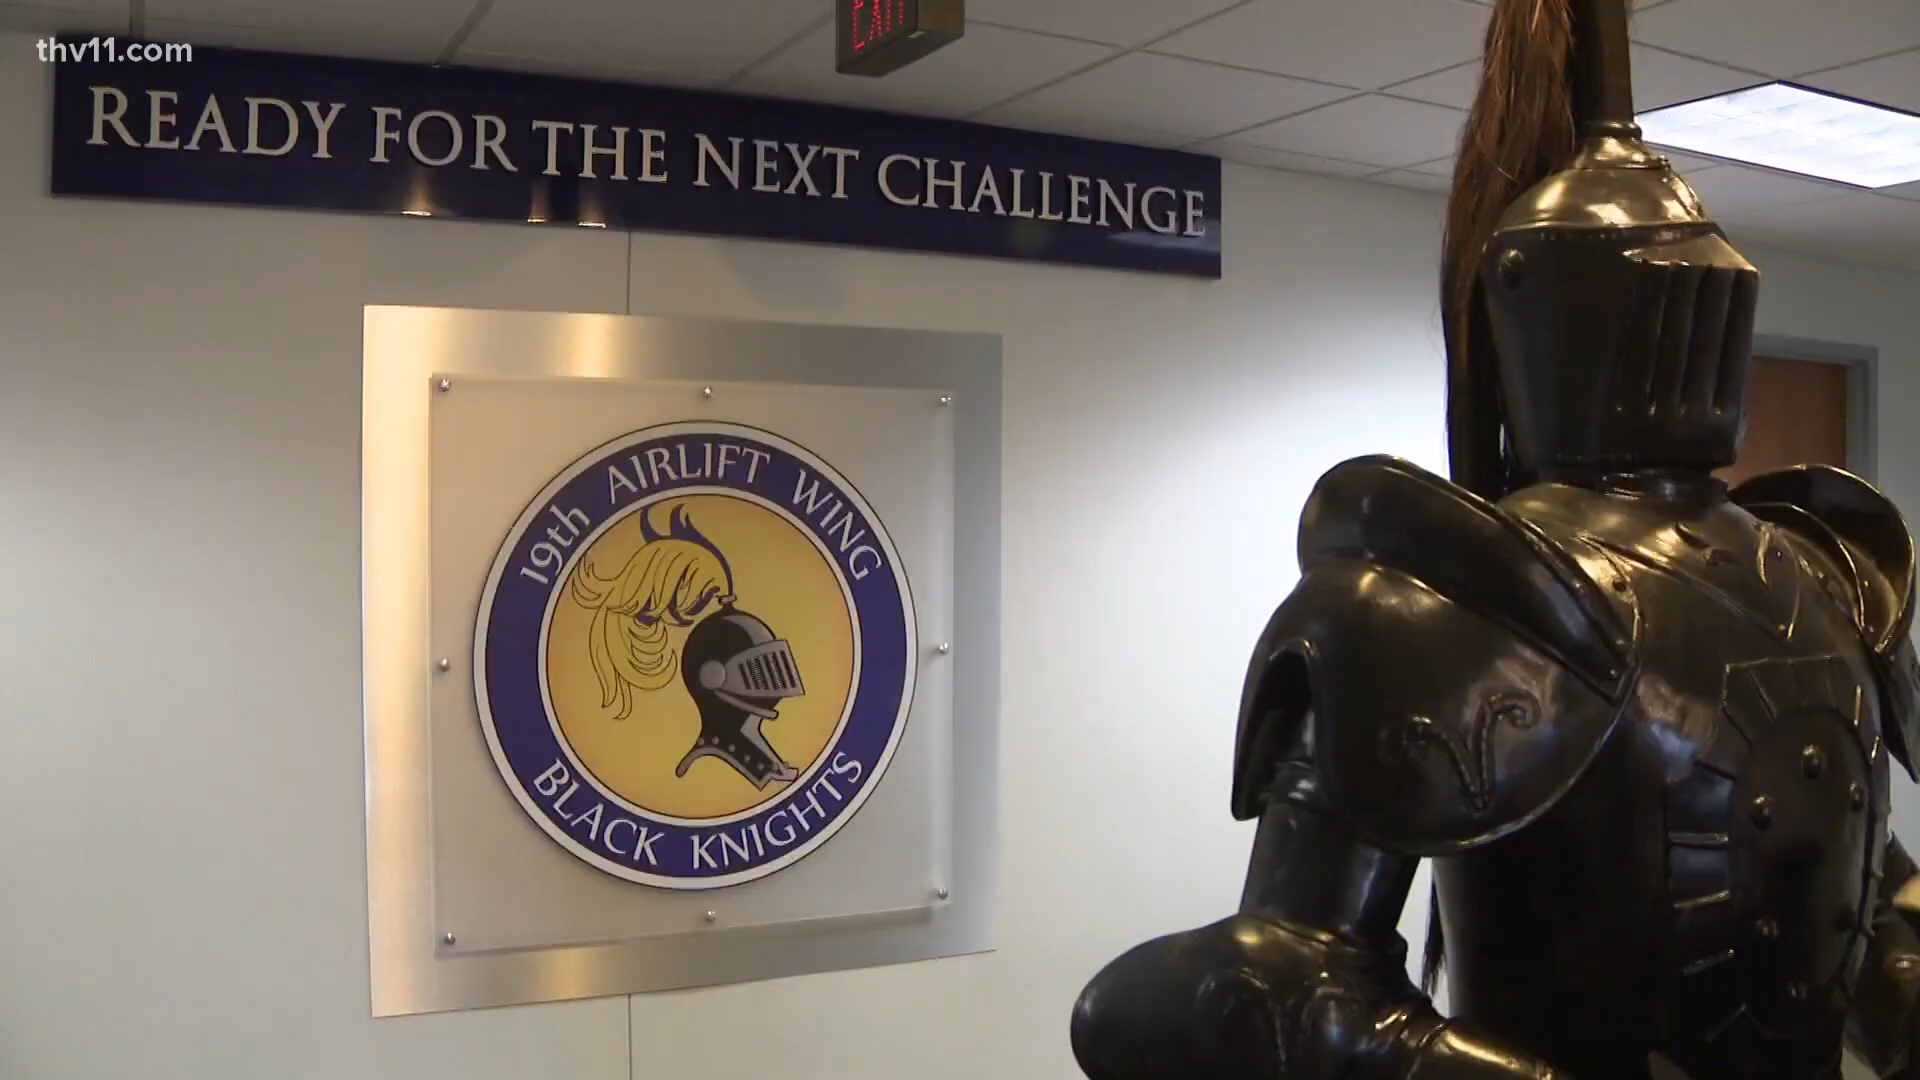 thv11.com
EXIT
READY FOR THE NEXT CHALLENGE
19th AIRLIFT WING
BLACK KNIGHTS